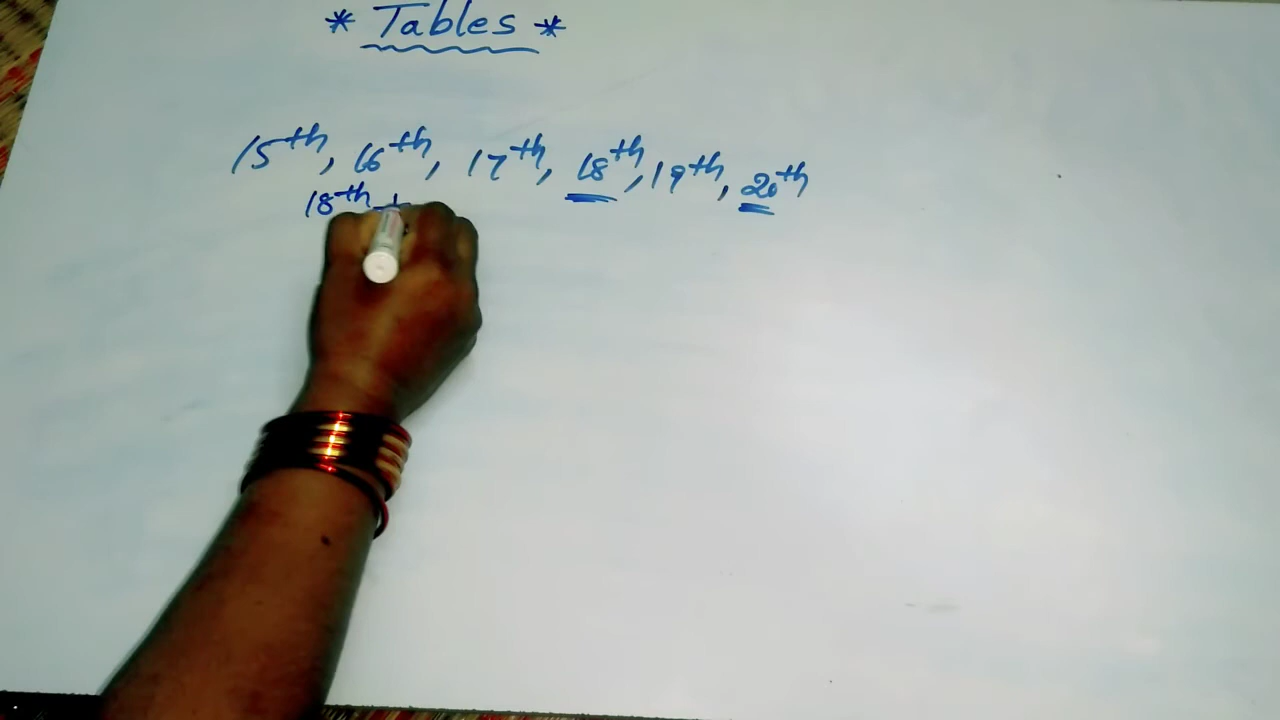 * Tables *
15th, 16th, 17th, 18th, 19th, 20th
18th